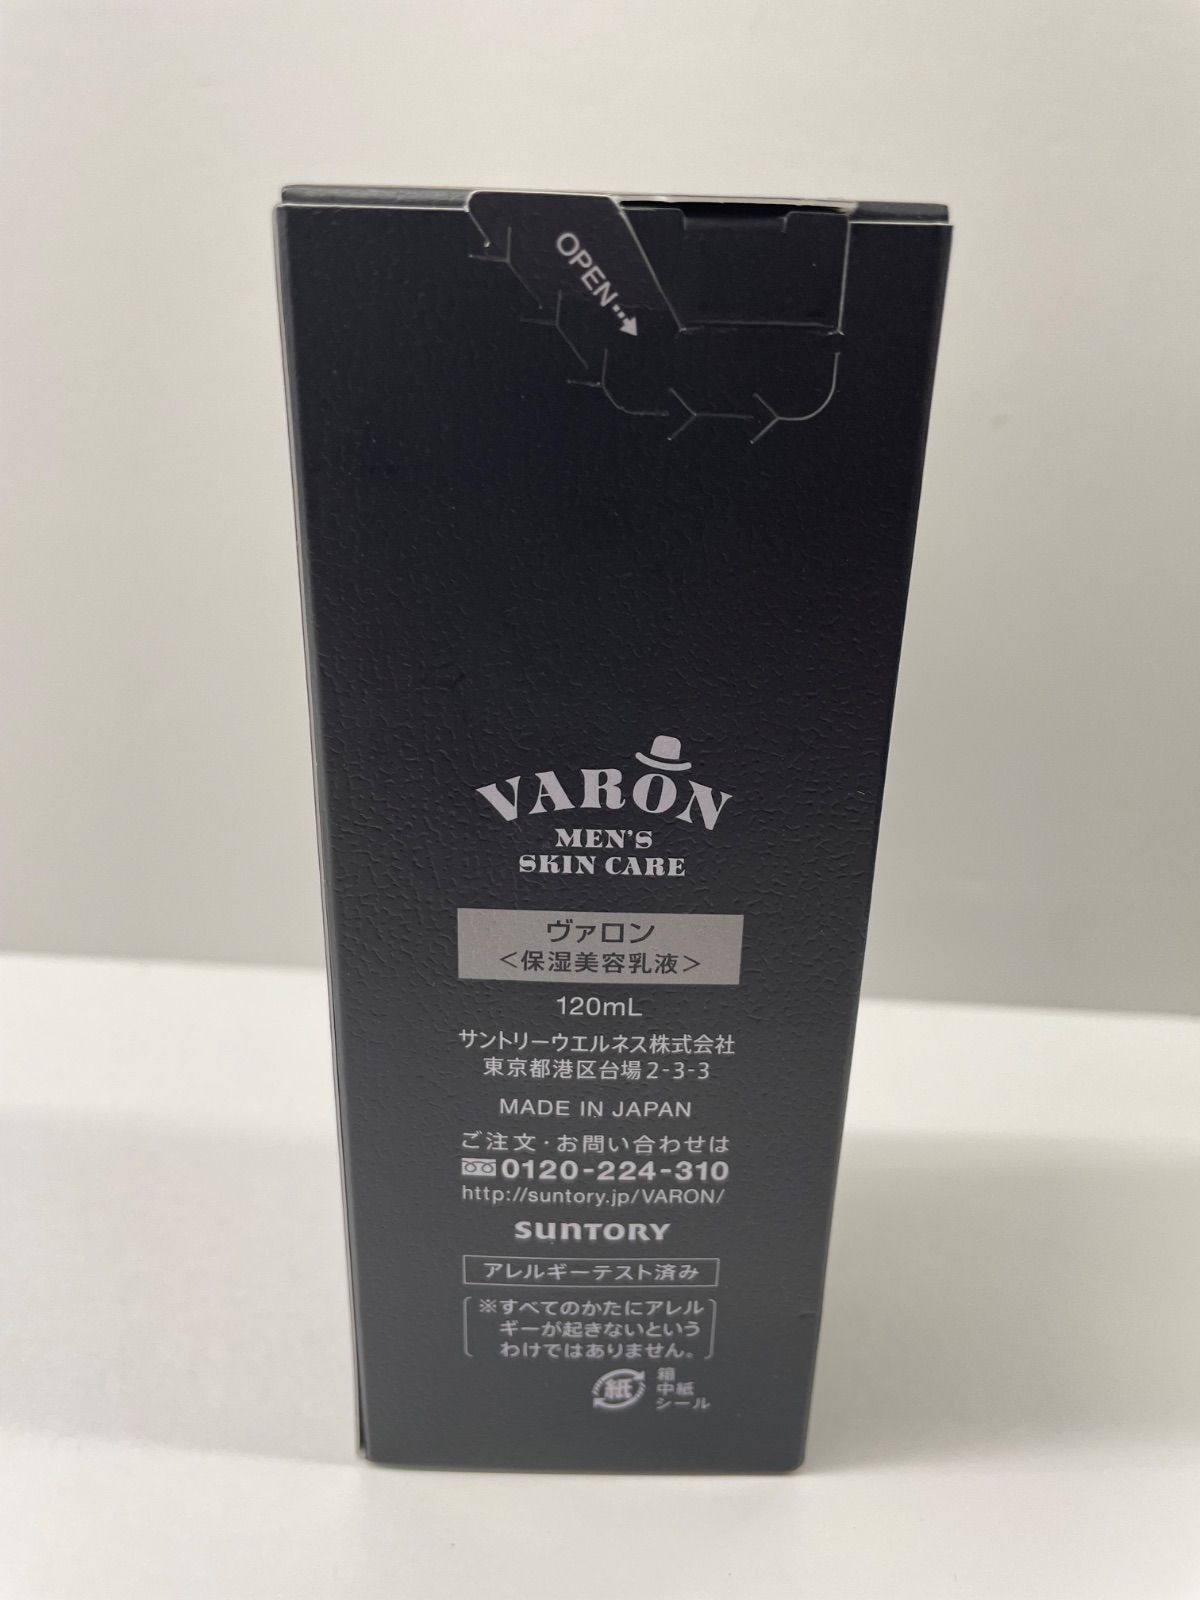 OPEN
VARON
MEN'S
SKIN CARE
ヴァロン
<保湿美容乳液>
120mL
サントリーウエルネス株式会社
東京都港区台場2-3-3
MADE IN JAPAN
ご注文・お問い合わせは
0120-224-310
http://suntory.jp/VARON/
SUNTORY
アレルギーテスト済み
※すべてのかたにアレル
ギーが起きないという
わけではありません。
紙
箱
中紙
シール